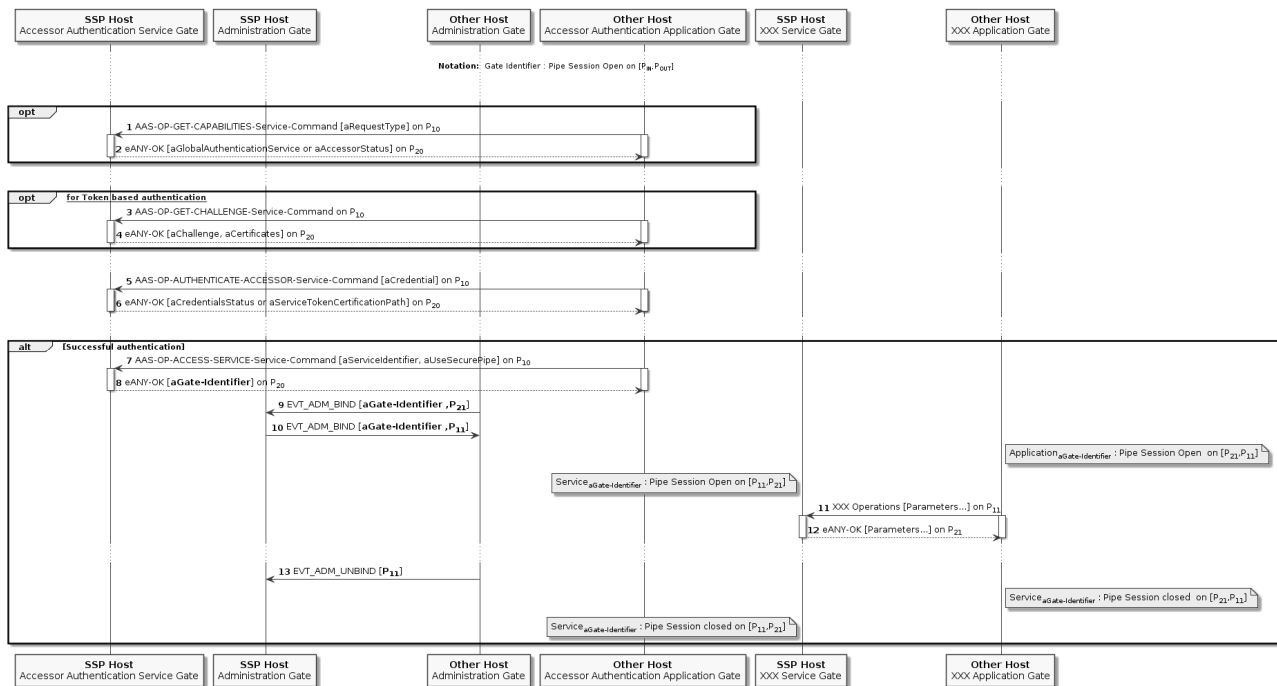 SSP Host
Accessor Authentication Service Gate
SSP Host
Administration Gate
Other Host
Administration Gate
Other Host
Accessor Authentication Application Gate
SSP Host
XXX Service Gate
Other Host
XXX Application Gate
Notation: Gate Identifier : Pipe Session Open on [PIN,POUT]
opt
1 AAS-OP-GET-CAPABILITIES-Service-Command [aRequestType] on P10
2 eANY-OK [aGlobalAuthenticationService or aAccessorStatus] on P20
opt for Token based authentication
3 AAS-OP-GET-CHALLENGE-Service-Command on P10
4 eANY-OK [aChallenge, aCertificates] on P20
5 AAS-OP-AUTHENTICATE-ACCESSOR-Service-Command [aCredential] on P10
6 eANY-OK [aCredentialsStatus or aServiceTokenCertificationPath] on P20
alt [Successful authentication]
7 AAS-OP-ACCESS-SERVICE-Service-Command [aServiceIdentifier, aUseSecurePipe] on P10
8 eANY-OK [aGate-Identifier] on P20
9 EVT_ADM_BIND [aGate-Identifier ,P21]
10 EVT_ADM_BIND [aGate-Identifier ,P11]
Application aGate-Identifier : Pipe Session Open on [P21,P11]
Service aGate-Identifier : Pipe Session Open on [P11,P21]
11 XXX Operations [Parameters...] on P11
12 eANY-OK [Parameters...] on P21
13 EVT_ADM_UNBIND [P11]
Service aGate-Identifier : Pipe Session closed on [P21,P11]
Service aGate-Identifier : Pipe Session closed on [P11,P21]
SSP Host
Accessor Authentication Service Gate
SSP Host
Administration Gate
Other Host
Administration Gate
Other Host
Accessor Authentication Application Gate
SSP Host
XXX Service Gate
Other Host
XXX Application Gate